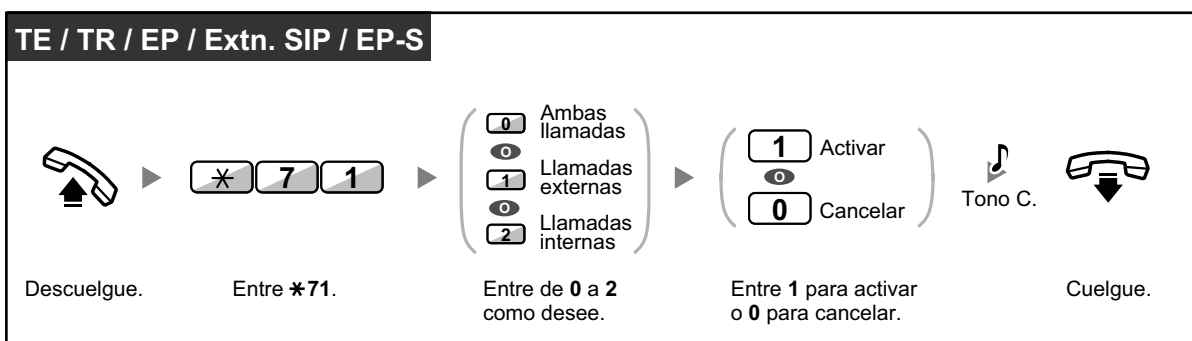 TE / TR / EP / Extn. SIP / EP-S
0 Ambas
llamadas
o
1 Llamadas
externas
o
2 Llamadas
internas
* 7 1
1 Activar
o
0 Cancelar
Tono C.
Descuelgue.
Entre *71.
Entre de 0 a 2
como desee.
Entre 1 para activar
o 0 para cancelar.
Cuelgue.